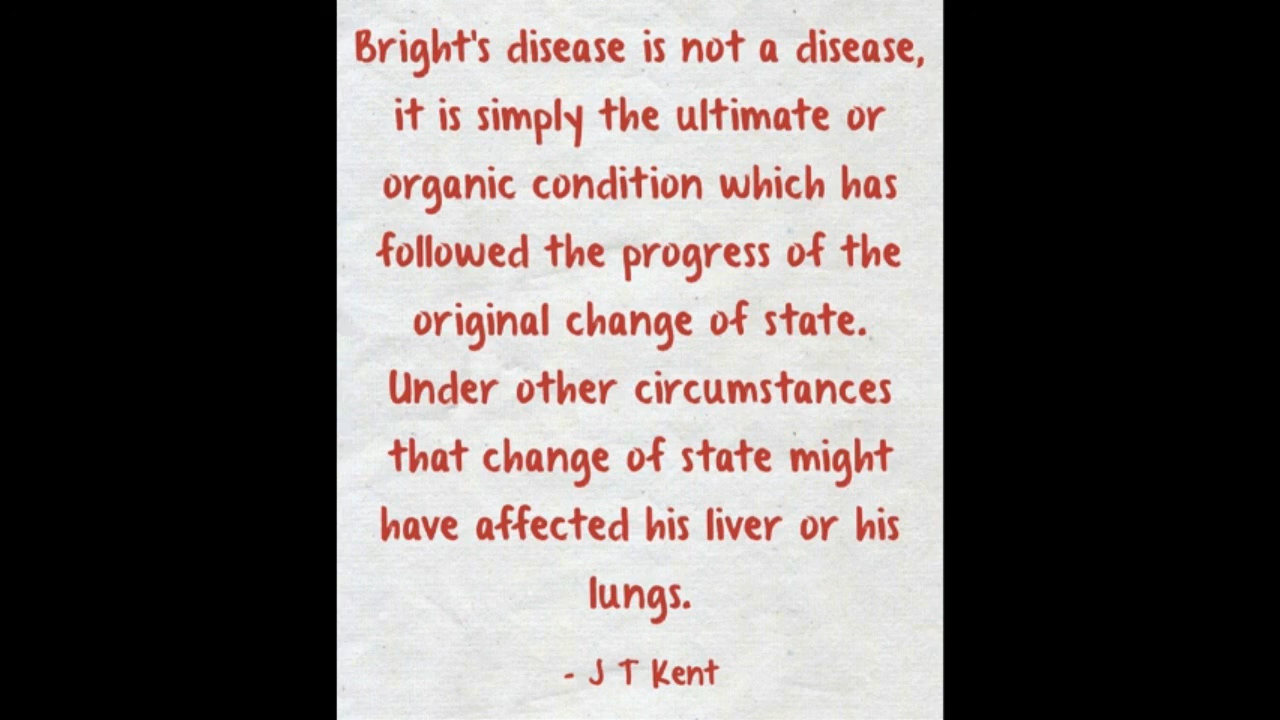 Bright's disease is not a disease,
it is simply the ultimate or
organic condition which has
followed the progress of the
original change of state.
Under other circumstances
that change of state might
have affected his liver or his
lungs.
- J T Kent